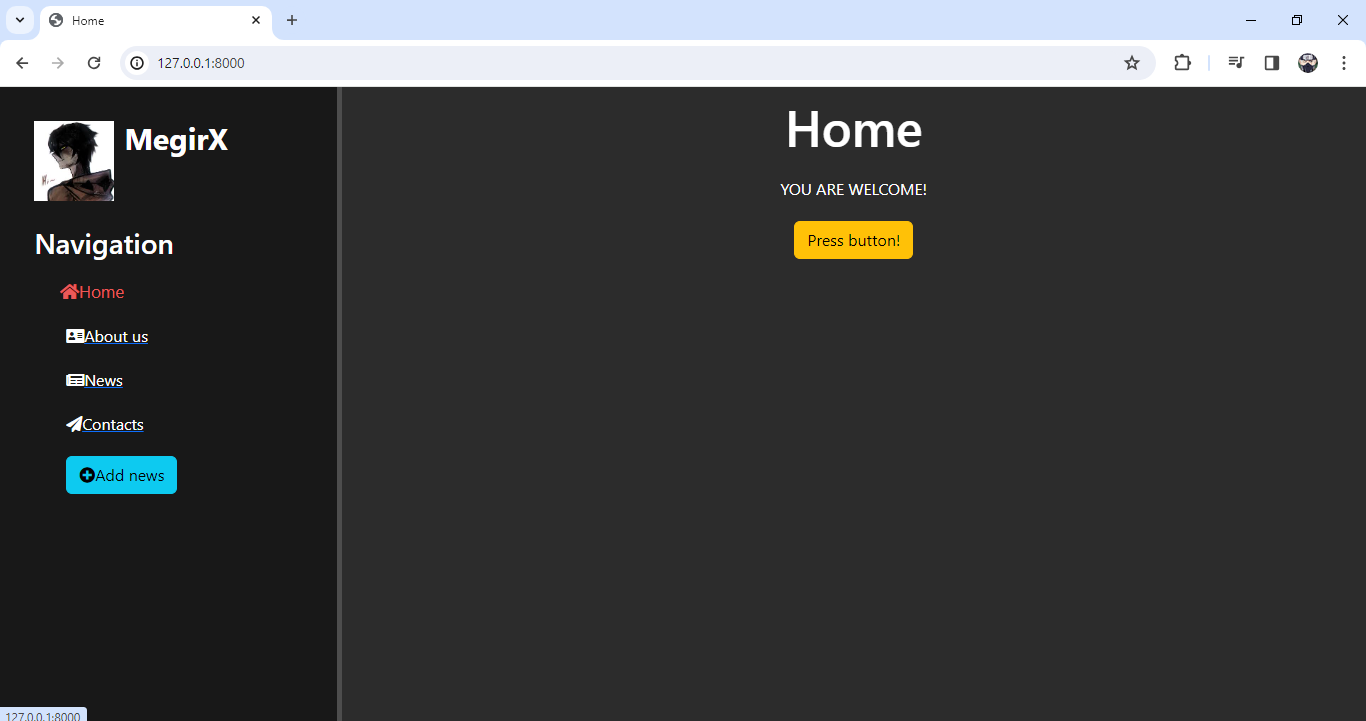 Home
127.0.0.1:8000
MegirX
Navigation
Home
About us
News
Contacts
Add news
Home
YOU ARE WELCOME!
Press button!
127.0.0.1:8000